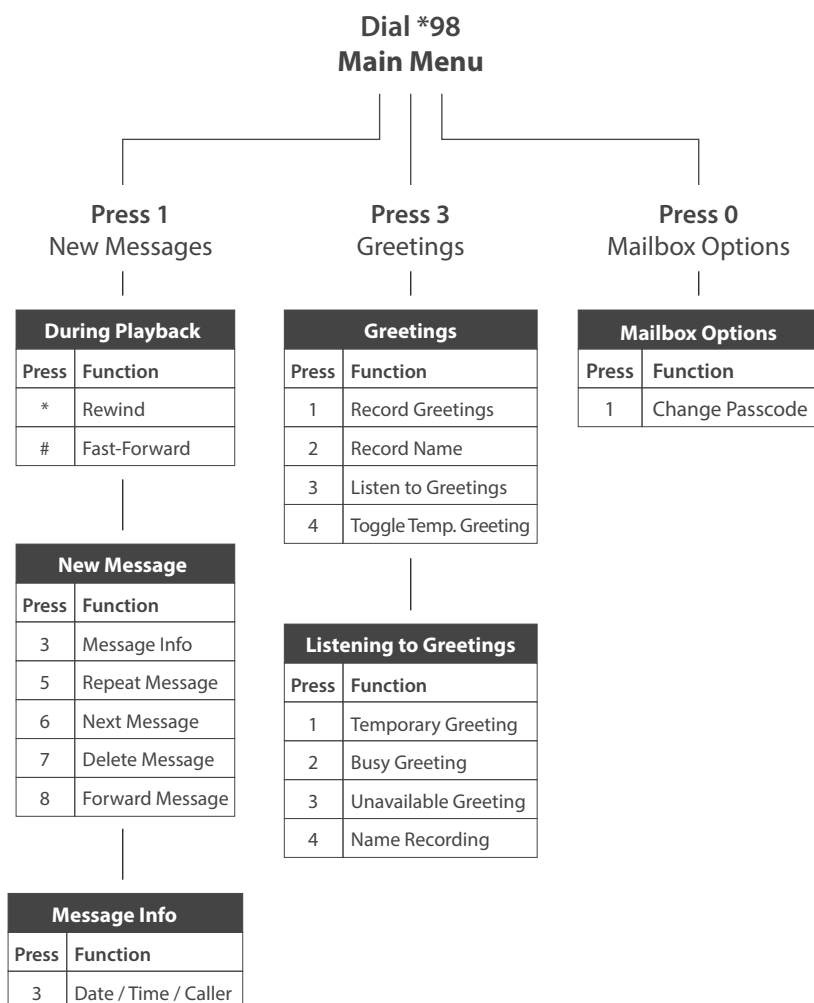 Dial *98
Main Menu
Press 1
New Messages
Press 3
Greetings
Press 0
Mailbox Options
During Playback
Press Function
* Rewind
# Fast-Forward
New Message
Press Function
3 Message Info
5 Repeat Message
6 Next Message
7 Delete Message
8 Forward Message
Message Info
Press Function
3 Date / Time / Caller
Greetings
Press Function
1 Record Greetings
2 Record Name
3 Listen to Greetings
4 Toggle Temp. Greeting
Listening to Greetings
Press Function
1 Temporary Greeting
2 Busy Greeting
3 Unavailable Greeting
4 Name Recording
Mailbox Options
Press Function
1 Change Passcode